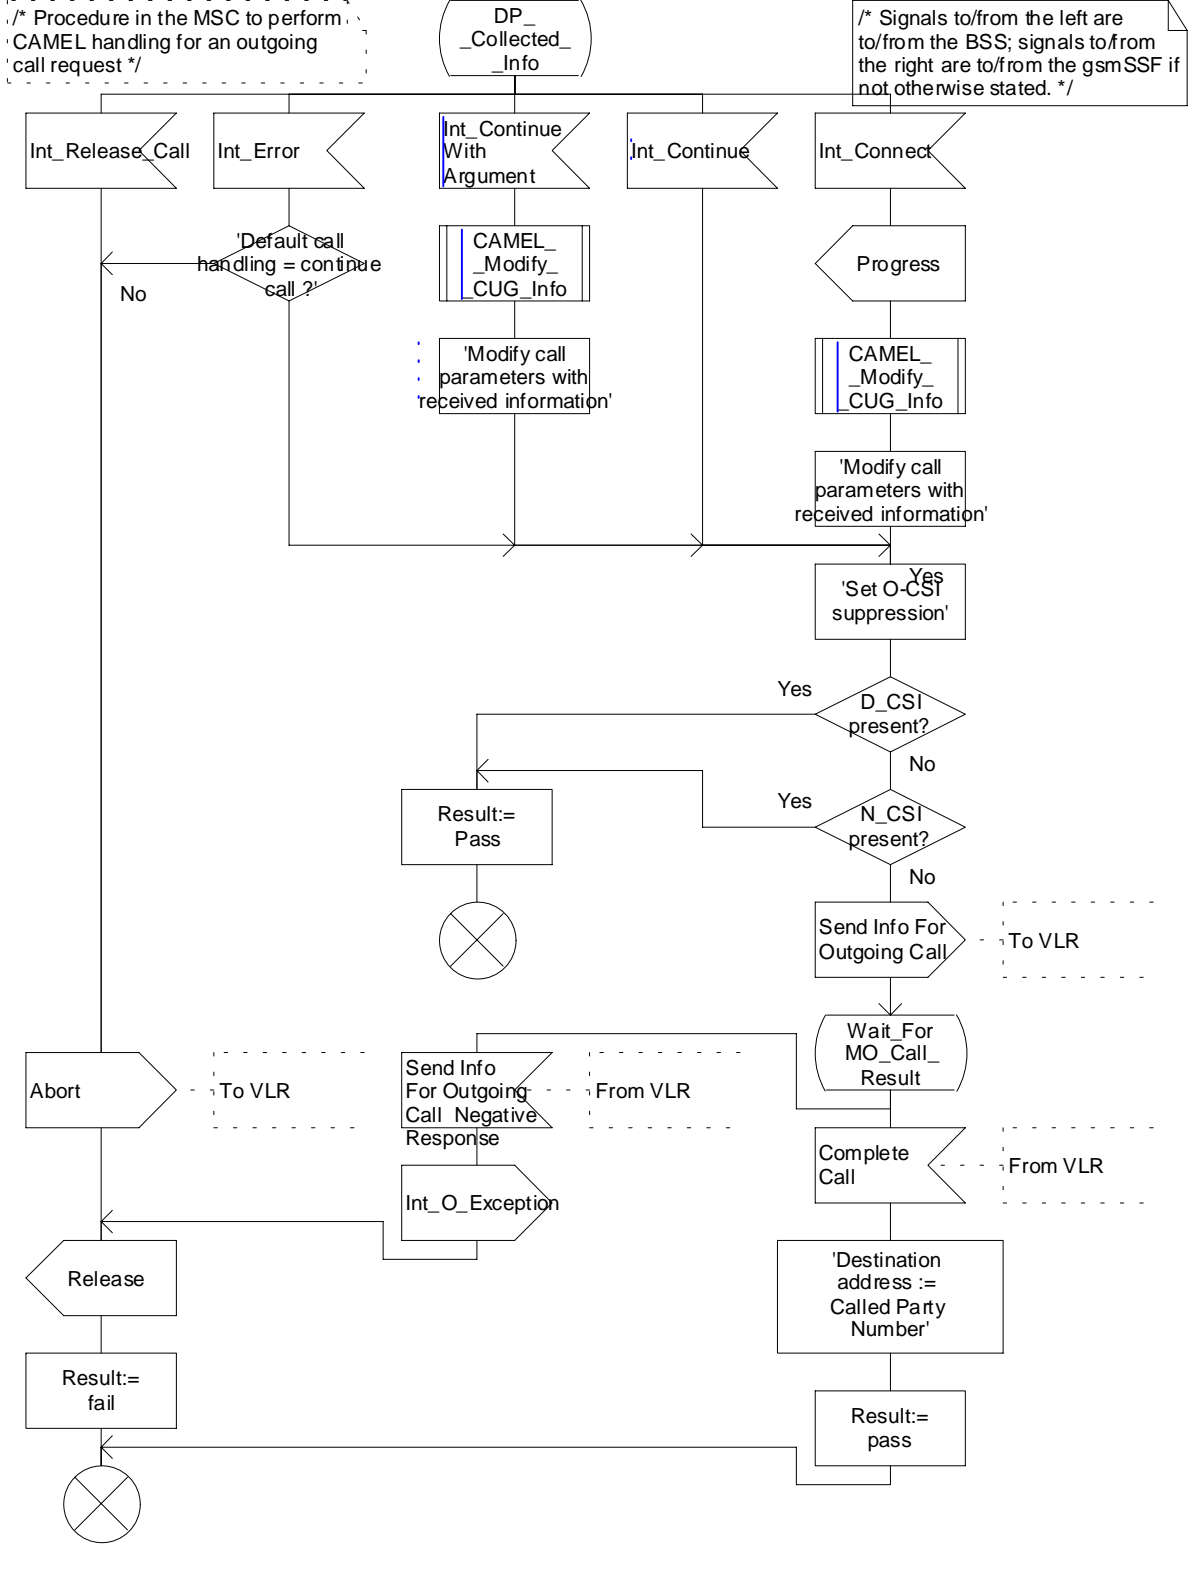 /* Procedure in the MSC to perform
CAMEL handling for an outgoing
call request */
DP_
_Collected_
_Info
/* Signals to/from the left are
to/from the BSS; signals to/from
the right are to/from the gsmSSF if
not otherwise stated. */
Int_Release_Call
Int_Error
Int_Continue
With
Argument
Int_Continue
Int_Connect
'Default call
handling = continue
call ?'
No
CAMEL_
_Modify_
_CUG_Info
Progress
'Modify call
parameters with
received information'
CAMEL_
_Modify_
_CUG_Info
'Modify call
parameters with
received information'
Yes
'Set O-CSI
suppression'
Yes
D_CSI
present?
No
Yes
N_CSI
present?
No
Result:=
Pass
Send Info For
Outgoing Call
To VLR
Wait_For
MO_Call_
Result
Abort
To VLR
Send Info
For Outgoing
Call Negative
Response
From VLR
Complete
Call
From VLR
Int_O_Exception
Release
'Destination
address :=
Called Party
Number'
Result:=
fail
Result:=
pass